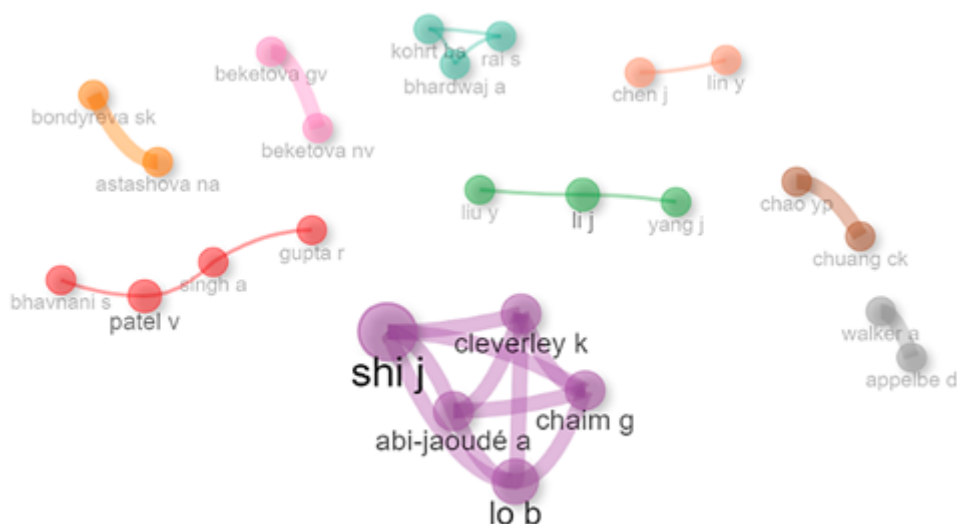 kohrt ba
rai s
bhardwaj a
beketova gv
beketova nv
chen j
lin y
bondyreva sk
astashova na
liu y
li j
yang j
chao yp
chuang ck
gupta r
singh a
bhavnani s
patel v
walker a
appelbe d
cleverley k
shi j
chaim g
abi-jaoudé a
lo b